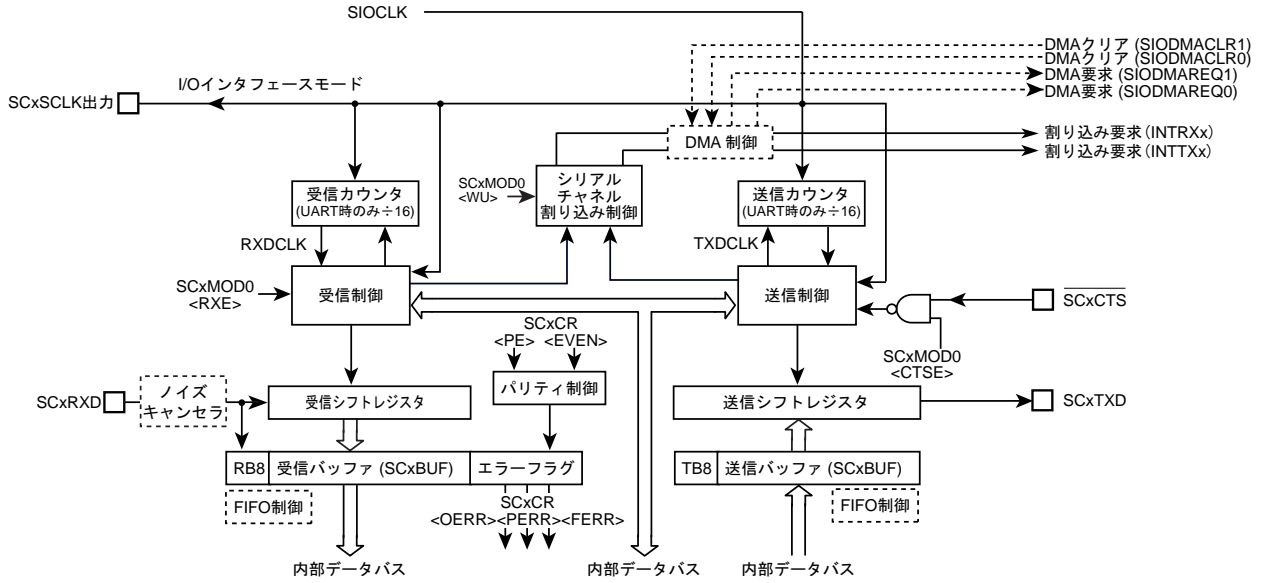 SIOCLK
DMAクリア (SIODMACLR1)
DMAクリア (SIODMACLR0)
DMA要求 (SIODMAREQ1)
DMA要求 (SIODMAREQ0)
I/Oインタフェースモード
SCxSCLK出力
DMA 制御
割り込み要求 (INTRXx)
割り込み要求 (INTTXx)
受信カウンタ
(UART時のみ÷16)
SCxMOD0
<WU>
シリアル
チャネル
割り込み制御
送信カウンタ
(UART時のみ÷16)
RXDCLK
TXDCLK
SCxMOD0
<RXE>
受信制御
送信制御
SCxCTS
SCxCR
<PE> <EVEN>
SCxMOD0
<CTSE>
パリティ制御
SCxRXD
ノイズ
キャンセラ
受信シフトレジスタ
送信シフトレジスタ
SCxTXD
RB8
受信バッファ (SCxBUF)
エラーフラグ
TB8
送信バッファ (SCxBUF)
FIFO制御
SCxCR
<OERR><PERR><FERR>
FIFO制御
内部データバス
内部データバス
内部データバス